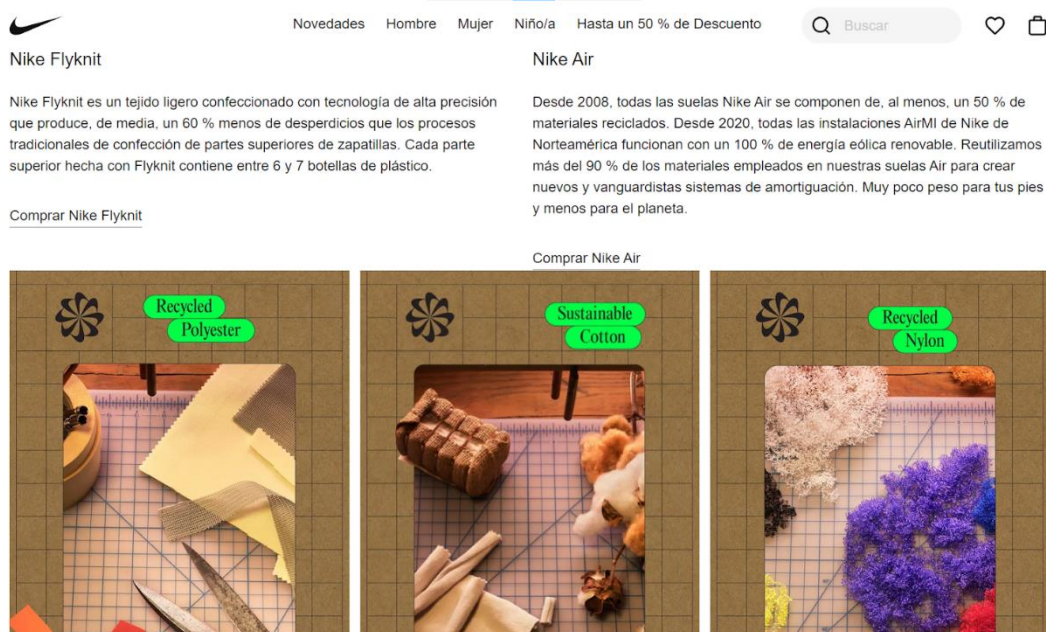 Novedades Hombre Mujer Niño/a Hasta un 50 % de Descuento Buscar
Nike Flyknit
Nike Flyknit es un tejido ligero confeccionado con tecnología de alta precisión
que produce, de media, un 60 % menos de desperdicios que los procesos
tradicionales de confección de partes superiores de zapatillas. Cada parte
superior hecha con Flyknit contiene entre 6 y 7 botellas de plástico.
Comprar Nike Flyknit
Nike Air
Desde 2008, todas las suelas Nike Air se componen de, al menos, un 50 % de
materiales reciclados. Desde 2020, todas las instalaciones AirMI de Nike de
Norteamérica funcionan con un 100 % de energía eólica renovable. Reutilizamos
más del 90 % de los materiales empleados en nuestras suelas Air para crear
nuevos y vanguardistas sistemas de amortiguación. Muy poco peso para tus pies
y menos para el planeta.
Comprar Nike Air
Recycled
Polyester
Sustainable
Cotton
Recycled
Nylon